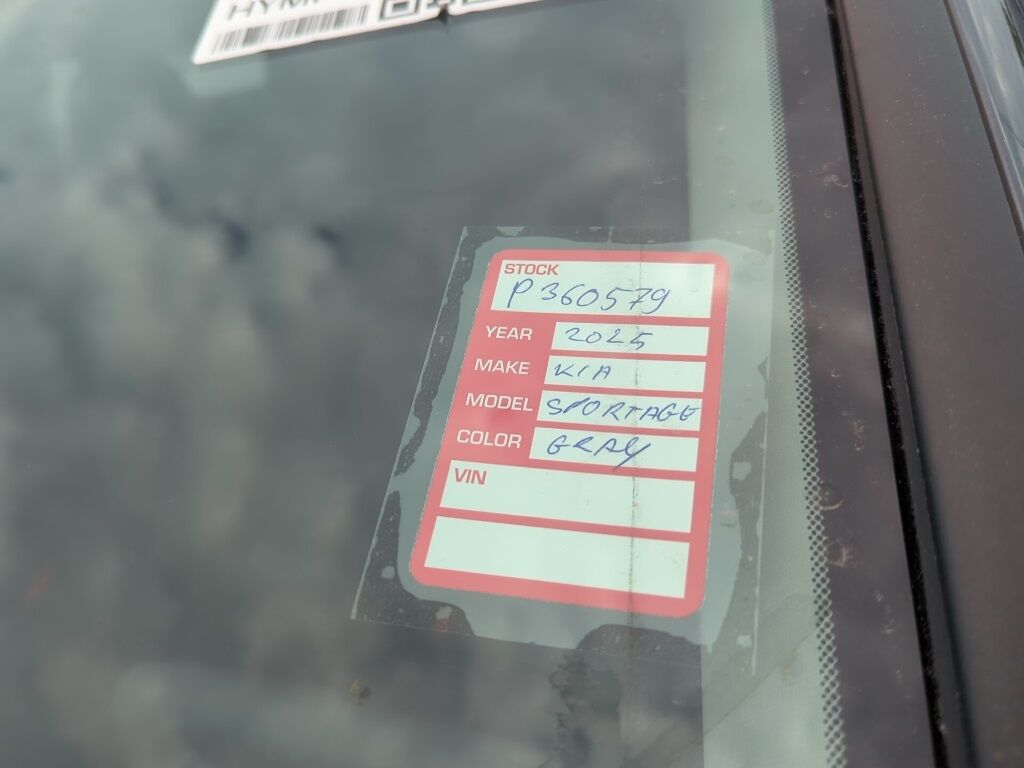 STOCK
P360579
YEAR 2025
MAKE KIA
MODEL SPORTAGE
COLOR GRAY
VIN